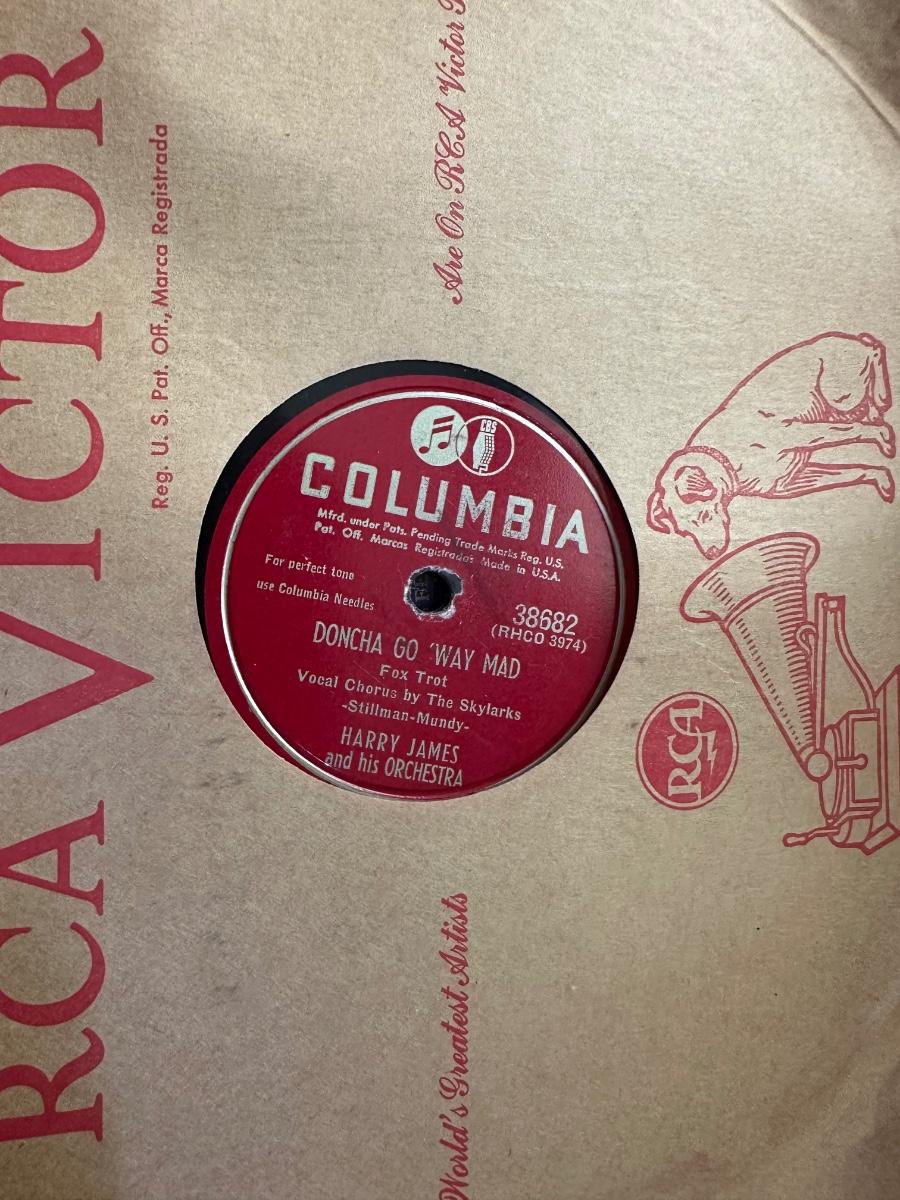 RCA VICTOR
Reg. U. S. Pat. Off., Marca Registrada
World's Greatest Artists
Are On RCA Victor
RCA
CBS
COLUMBIA
Mfrd. under Pats. Pending Trade Marks Reg. U.S.
Pat. Off. Marcas Registradas Made in U.S.A.
For perfect tone
use Columbia Needles
38682
(RHCO 3974)
DONCHA GO 'WAY MAD
Fox Trot
Vocal Chorus by The Skylarks
-Stillman-Mundy-
HARRY JAMES
and his ORCHESTRA